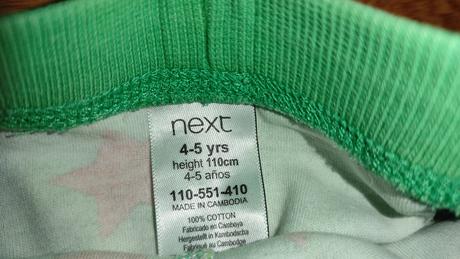 next
4-5 yrs
height 110cm
4-5 años
110-551-410
MADE IN CAMBODIA
100% COTTON
Fabricado en Camboya
Hergestellt in Kambodscha
Fabriqué au Cambodge